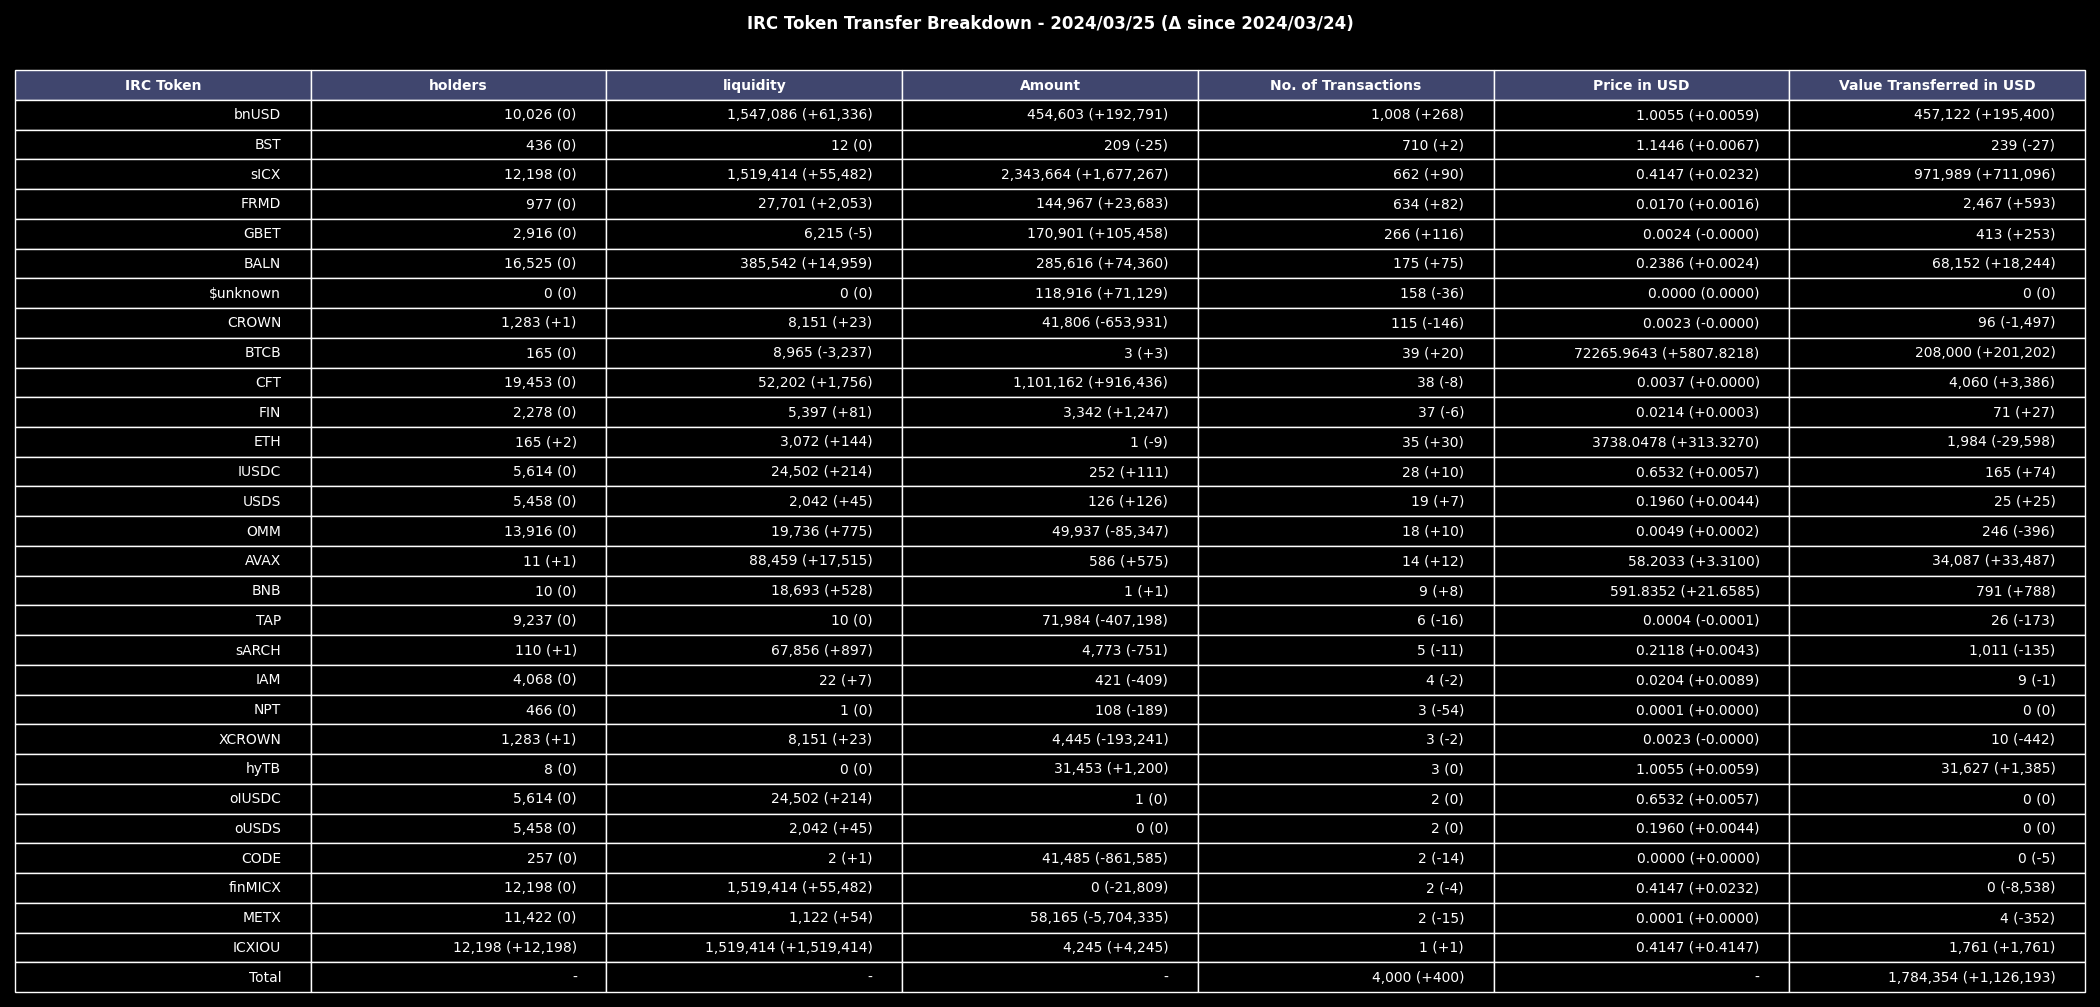 IRC Token Transfer Breakdown - 2024/03/25 (Δ since 2024/03/24)
IRC Token holders liquidity Amount No. of Transactions Price in USD Value Transferred in USD
bnUSD 10,026 (0) 1,547,086 (+61,336) 454,603 (+192,791) 1,008 (+268) 1.0055 (+0.0059) 457,122 (+195,400)
BST 436 (0) 12 (0) 209 (-25) 710 (+2) 1.1446 (+0.0067) 239 (-27)
sICX 12,198 (0) 1,519,414 (+55,482) 2,343,664 (+1,677,267) 662 (+90) 0.4147 (+0.0232) 971,989 (+711,096)
FRMD 977 (0) 27,701 (+2,053) 144,967 (+23,683) 634 (+82) 0.0170 (+0.0016) 2,467 (+593)
GBET 2,916 (0) 6,215 (-5) 170,901 (+105,458) 266 (+116) 0.0024 (-0.0000) 413 (+253)
BALN 16,525 (0) 385,542 (+14,959) 285,616 (+74,360) 175 (+75) 0.2386 (+0.0024) 68,152 (+18,244)
$unknown 0 (0) 0 (0) 118,916 (+71,129) 158 (-36) 0.0000 (0.0000) 0 (0)
CROWN 1,283 (+1) 8,151 (+23) 41,806 (-653,931) 115 (-146) 0.0023 (-0.0000) 96 (-1,497)
BTCB 165 (0) 8,965 (-3,237) 3 (+3) 39 (+20) 72265.9643 (+5807.8218) 208,000 (+201,202)
CFT 19,453 (0) 52,202 (+1,756) 1,101,162 (+916,436) 38 (-8) 0.0037 (+0.0000) 4,060 (+3,386)
FIN 2,278 (0) 5,397 (+81) 3,342 (+1,247) 37 (-6) 0.0214 (+0.0003) 71 (+27)
ETH 165 (+2) 3,072 (+144) 1 (-9) 35 (+30) 3738.0478 (+313.3270) 1,984 (-29,598)
IUSDC 5,614 (0) 24,502 (+214) 252 (+111) 28 (+10) 0.6532 (+0.0057) 165 (+74)
USDS 5,458 (0) 2,042 (+45) 126 (+126) 19 (+7) 0.1960 (+0.0044) 25 (+25)
OMM 13,916 (0) 19,736 (+775) 49,937 (-85,347) 18 (+10) 0.0049 (+0.0002) 246 (-396)
AVAX 11 (+1) 88,459 (+17,515) 586 (+575) 14 (+12) 58.2033 (+3.3100) 34,087 (+33,487)
BNB 10 (0) 18,693 (+528) 1 (+1) 9 (+8) 591.8352 (+21.6585) 791 (+788)
TAP 9,237 (0) 10 (0) 71,984 (-407,198) 6 (-16) 0.0004 (-0.0001) 26 (-173)
sARCH 110 (+1) 67,856 (+897) 4,773 (-751) 5 (-11) 0.2118 (+0.0043) 1,011 (-135)
IAM 4,068 (0) 22 (+7) 421 (-409) 4 (-2) 0.0204 (+0.0089) 9 (-1)
NPT 466 (0) 1 (0) 108 (-189) 3 (-54) 0.0001 (+0.0000) 0 (0)
XCROWN 1,283 (+1) 8,151 (+23) 4,445 (-193,241) 3 (-2) 0.0023 (-0.0000) 10 (-442)
hyTB 8 (0) 0 (0) 31,453 (+1,200) 3 (0) 1.0055 (+0.0059) 31,627 (+1,385)
oIUSDC 5,614 (0) 24,502 (+214) 1 (0) 2 (0) 0.6532 (+0.0057) 0 (0)
oUSDS 5,458 (0) 2,042 (+45) 0 (0) 2 (0) 0.1960 (+0.0044) 0 (0)
CODE 257 (0) 2 (+1) 41,485 (-861,585) 2 (-14) 0.0000 (+0.0000) 0 (-5)
finMICX 12,198 (0) 1,519,414 (+55,482) 0 (-21,809) 2 (-4) 0.4147 (+0.0232) 0 (-8,538)
METX 11,422 (0) 1,122 (+54) 58,165 (-5,704,335) 2 (-15) 0.0001 (+0.0000) 4 (-352)
ICXIOU 12,198 (+12,198) 1,519,414 (+1,519,414) 4,245 (+4,245) 1 (+1) 0.4147 (+0.4147) 1,761 (+1,761)
Total - - - 4,000 (+400) - 1,784,354 (+1,126,193)